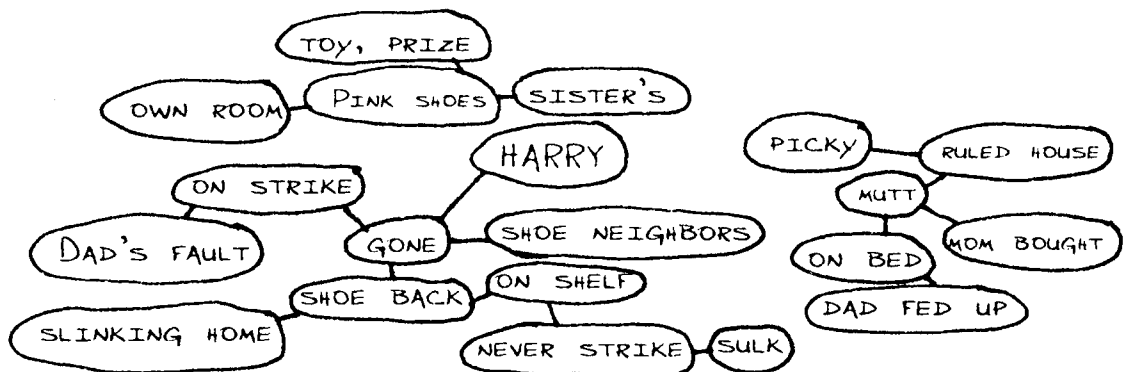 TOY, PRIZE
OWN ROOM
PINK SHOES
SISTER'S
HARRY
ON STRIKE
DAD'S FAULT
GONE
SHOE NEIGHBORS
SHOE BACK
ON SHELF
SLINKING HOME
NEVER STRIKE
SULK
PICKY
RULED HOUSE
MUTT
MOM BOUGHT
ON BED
DAD FED UP